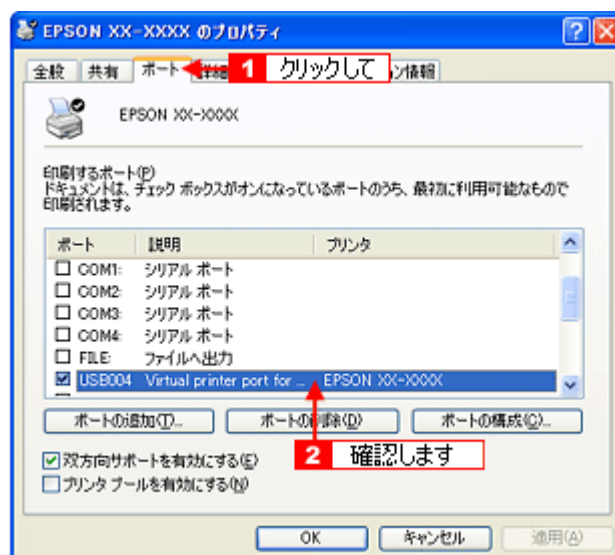 EPSON XX-XXXX のプロパティ
全般 共有 ポート 1 クリックして ン情報
EPSON XX-XXXX
印刷するポート(P)
ドキュメントは、チェック ボックスがオンになっているポートのうち、最初に利用可能なもので
印刷されます。
ポート 説明 プリンタ
COM1: シリアル ポート
COM2: シリアル ポート
COM3: シリアル ポート
COM4: シリアル ポート
FILE: ファイルへ出力
USB004 Virtual printer port for ... EPSON XX-XXXX
ポートの追加(T)... ポートの削除(D) ポートの構成(C)...
双方向サポートを有効にする(E) 2 確認します
プリンタ プールを有効にする(N)
OK キャンセル 適用(A)